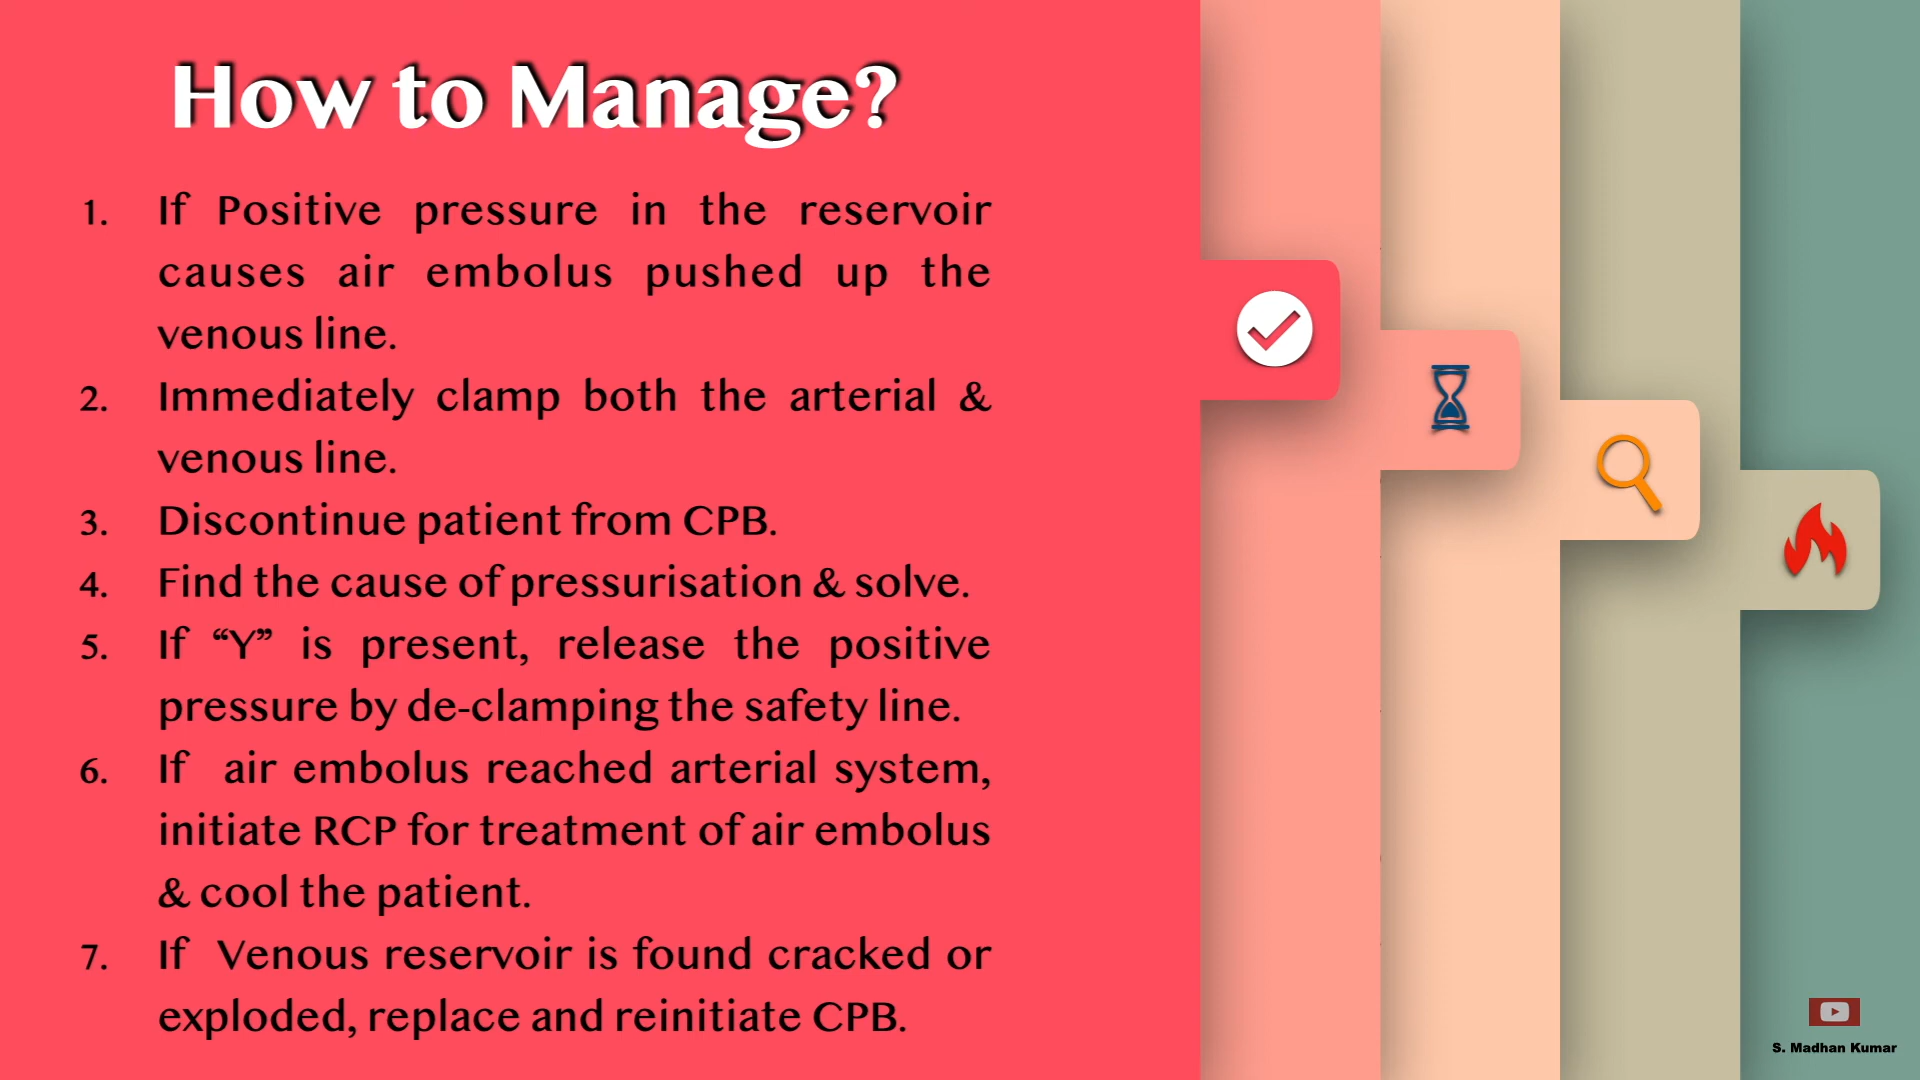 How to Manage?
1. If Positive pressure in the reservoir
causes air embolus pushed up the
venous line.
2. Immediately clamp both the arterial &
venous line.
3. Discontinue patient from CPB.
4. Find the cause of pressurisation & solve.
5. If “Y” is present, release the positive
pressure by de-clamping the safety line.
6. If air embolus reached arterial system,
initiate RCP for treatment of air embolus
& cool the patient.
7. If Venous reservoir is found cracked or
exploded, replace and reinitiate CPB.
S. Madhan Kumar